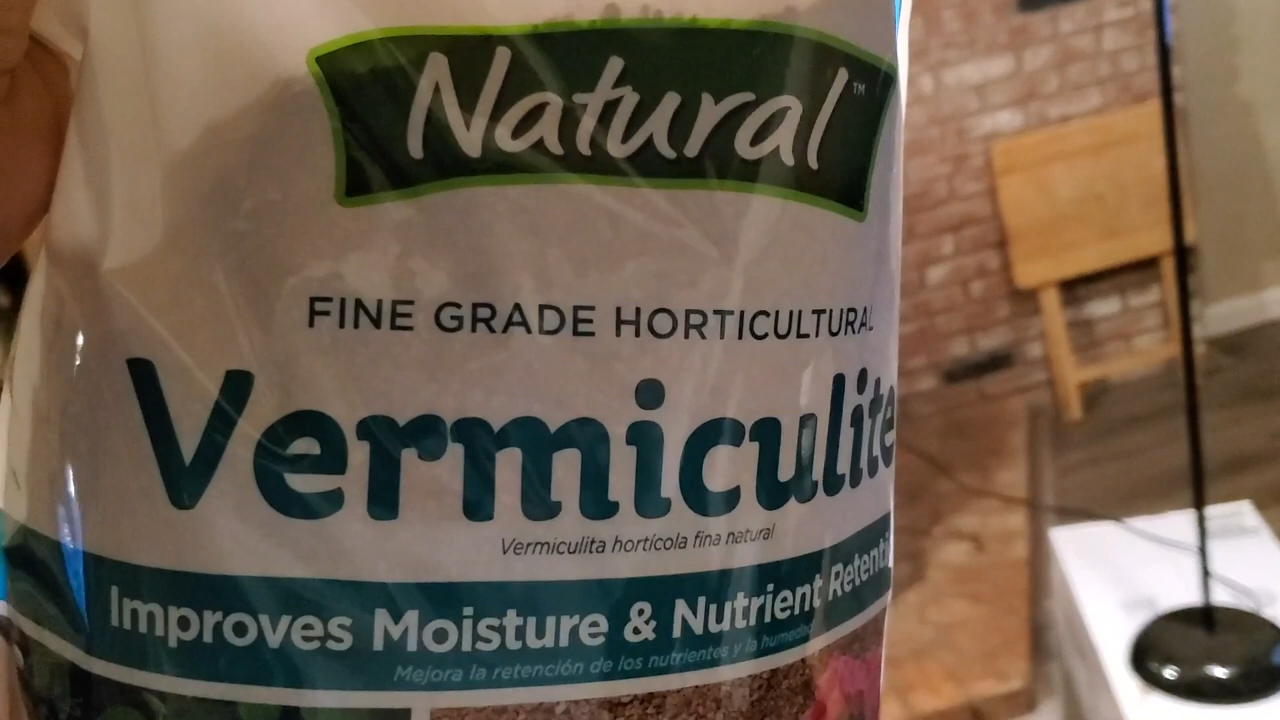 Natural™
FINE GRADE HORTICULTURAL
Vermiculite
Vermiculita hortícola fina natural
Improves Moisture & Nutrient
Mejora la retención de los nutrientes y la